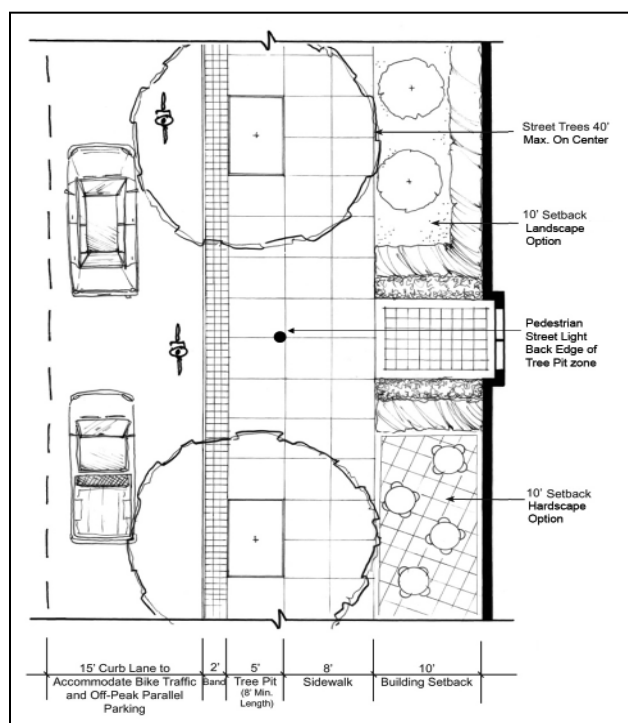 Street Trees 40'
Max. On Center
10' Setback
Landscape
Option
Pedestrian
Street Light
Back Edge of
Tree Pit zone
10' Setback
Hardscape
Option
15' Curb Lane to
Accommodate Bike Traffic
and Off-Peak Parallel
Parking
2'
Band
5'
Tree Pit
(8' Min.
Length)
8'
Sidewalk
10'
Building Setback